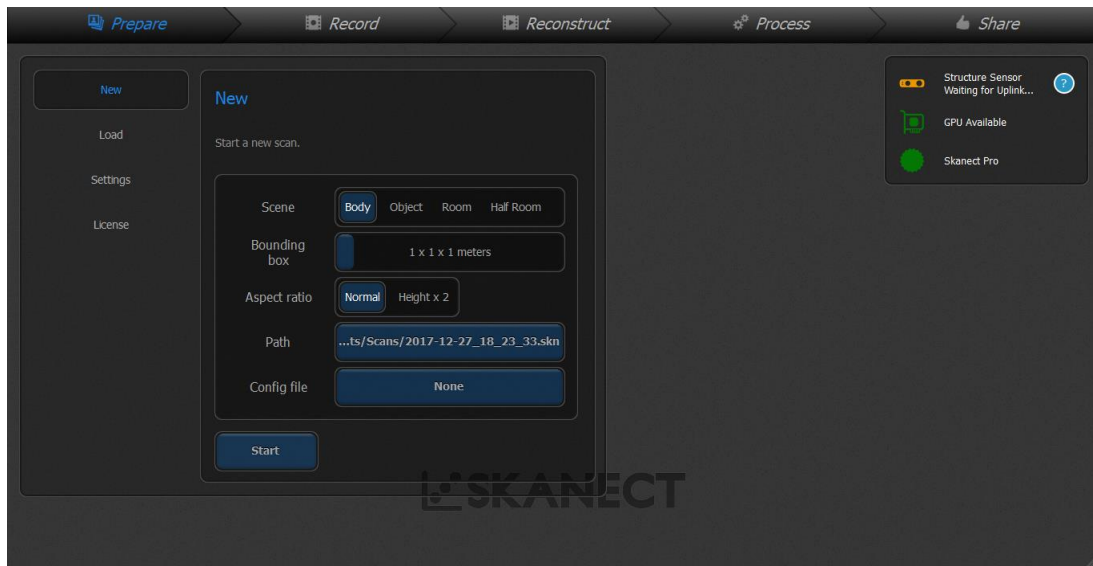 Prepare
Record
Reconstruct
Process
Share
New
Load
Settings
License
New
Start a new scan.
Scene
Body Object Room Half Room
Bounding
box
1 x 1 x 1 meters
Aspect ratio
Normal Height x 2
Path
...ts/Scans/2017-12-27_18_23_33.skn
Config file
None
Start
SKANECT
Structure Sensor
Waiting for Uplink...
?
GPU Available
Skanect Pro